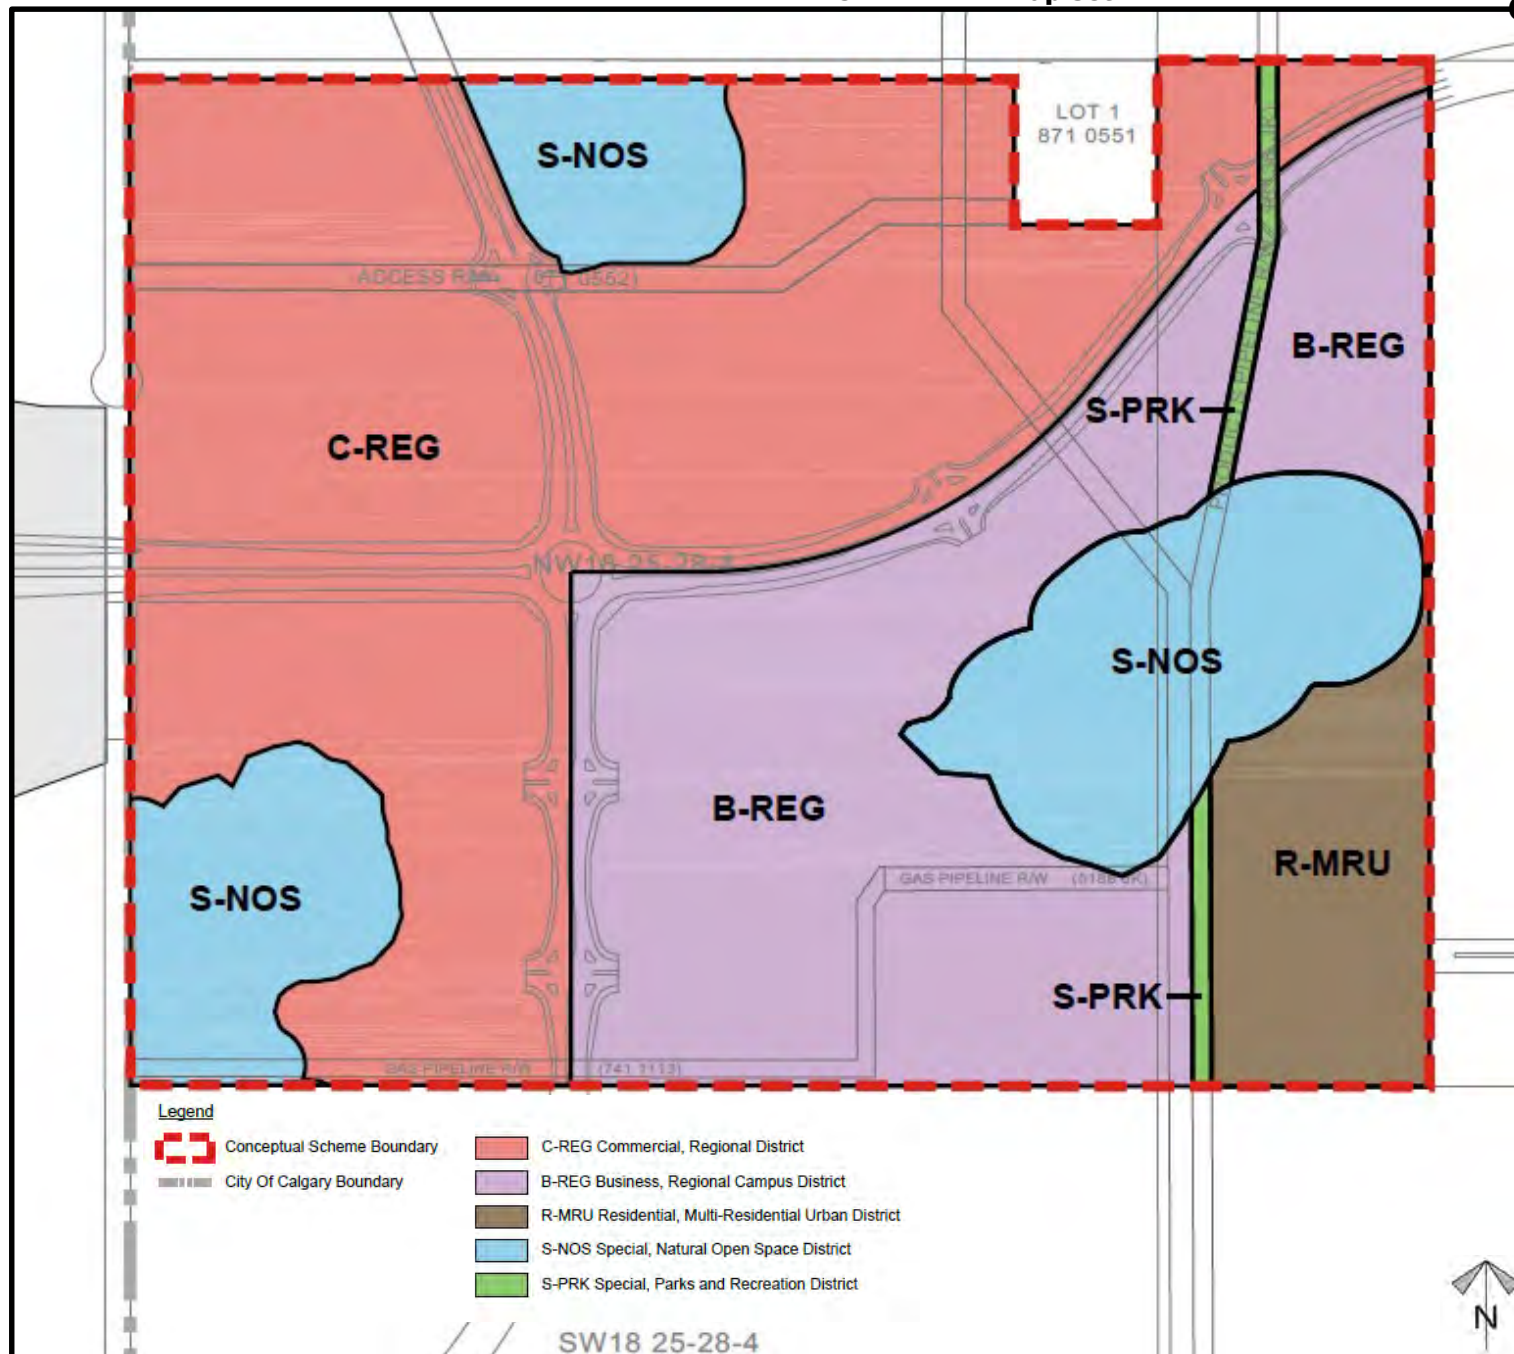 LOT 1
871 0551
S-NOS
ACCESS R/W
0552)
B-REG
S-PRK
C-REG
NW18 25-28-4
S-NOS
B-REG
R-MRU
GAS PIPELINE R/W
S-NOS
S-PRK
GAS PIPELINE R/W (741 1113)
Legend
Conceptual Scheme Boundary
City Of Calgary Boundary
C-REG Commercial, Regional District
B-REG Business, Regional Campus District
R-MRU Residential, Multi-Residential Urban District
S-NOS Special, Natural Open Space District
S-PRK Special, Parks and Recreation District
N
SW18 25-28-4